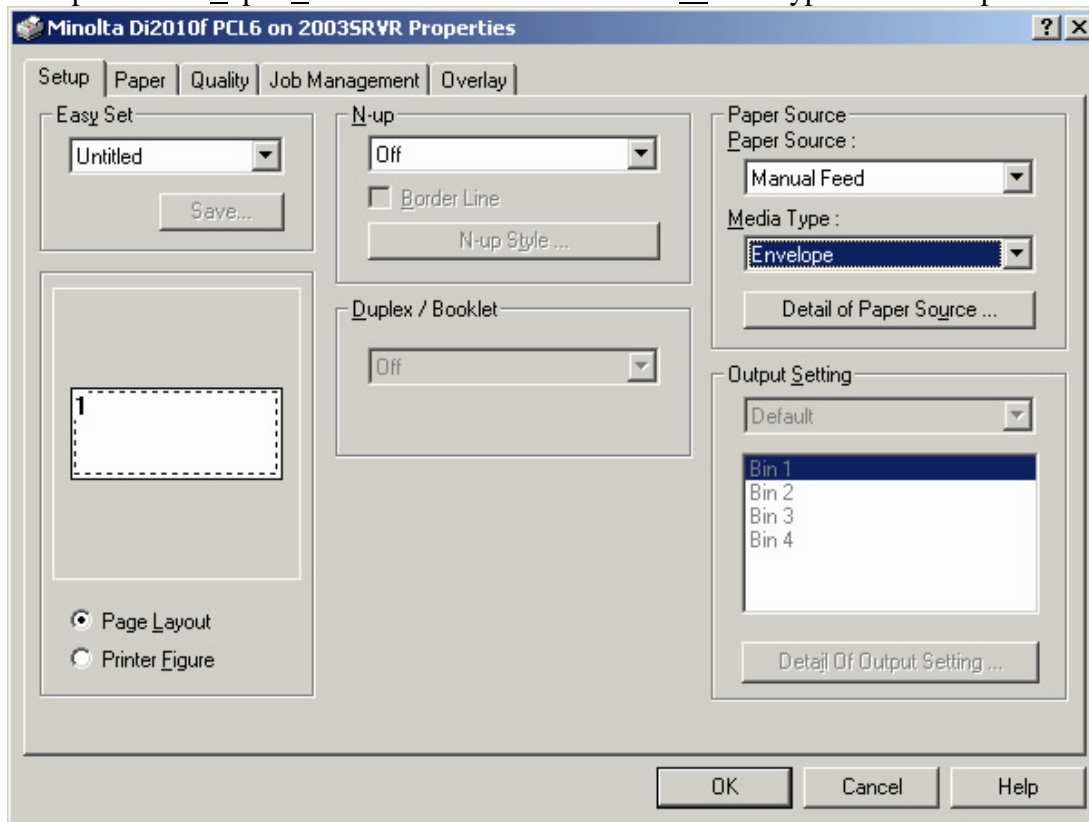 Minolta Di2010f PCL6 on 2003SRVR Properties
Setup
Paper
Quality
Job Management
Overlay
Easy Set
Untitled
Save...
1
Page Layout
Printer Figure
N-up
Off
Border Line
N-up Style ...
Duplex / Booklet
Off
Paper Source
Paper Source :
Manual Feed
Media Type :
Envelope
Detail of Paper Source ...
Output Setting
Default
Bin 1
Bin 2
Bin 3
Bin 4
Detail Of Output Setting ...
OK
Cancel
Help